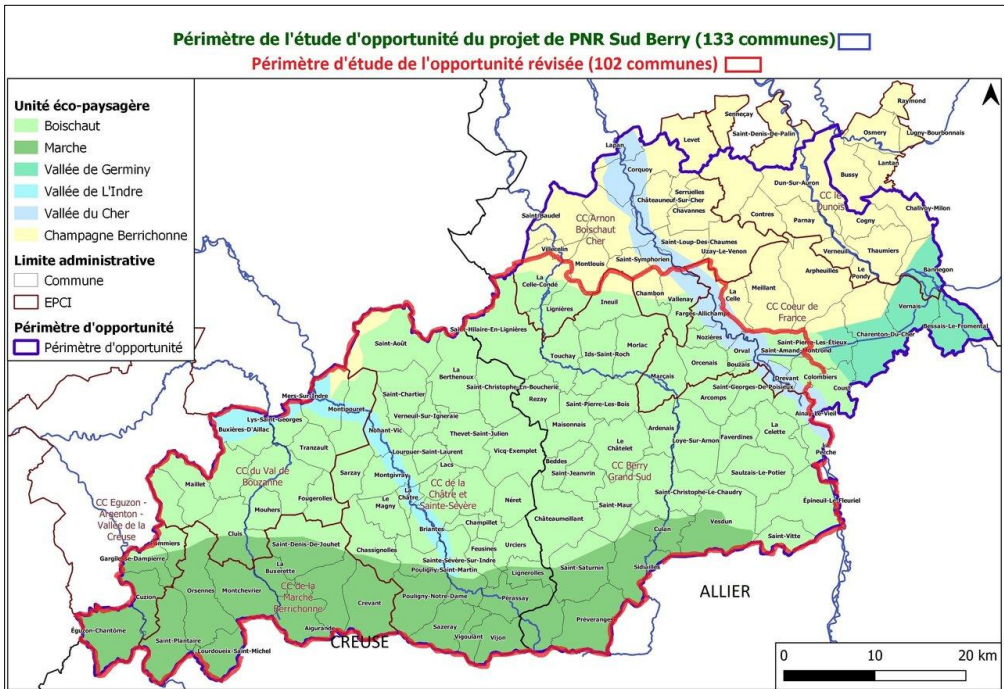 Périmètre de l'étude d'opportunité du projet de PNR Sud Berry (133 communes)
Périmètre d'étude de l'opportunité révisée (102 communes)
Unité éco-paysagère
Boischaut
Marche
Vallée de Germiny
Vallée de L'Indre
Vallée du Cher
Champagne Berrichonne
Limite administrative
Commune
EPCI
Périmètre d'opportunité
Périmètre d'opportunité
Raymond
Senneçay
Levet
Saint-Denis-De-Palin
Osmery
Lugny-Bourbonnais
Lapan
Lantan
Bussy
Corquoy
Serruelles
Dun-Sur-Auron
Châteauneuf-Sur-Cher
CC le
Dunois
Chavannes
Contres
Parnay
Chalivoy-Milon
Saint-Baudel
CC Arnon
Boischaut
Cher
Cogny
Saint-Loup-Des-Chaumes
Uzay-Le-Venon
Verneuil
Thaumiers
Villecelin
Montlouis
Saint-Symphorien
Arpheuilles
Le
Pondy
Bannegon
La
Celle-Condé
Meillant
Chambon
Vallenay
La
Celle
CC Coeur de
France
Vernais
Lignières
Ineuil
Farges-Allichamp
Charenton-Du-Cher
Bessais-Le-Fromental
Saint-Hilaire-En-Lignières
Nozières
Saint-Pierre-Les-Étieux
Saint-Août
Morlac
Orval
Saint-Amand-Montrond
Touchay
Ids-Saint-Roch
Orcenais
Bouzais
La
Berthenoux
Marçais
Drevant
Colombiers
Coust
Saint-Christophe-En-Boucherie
Saint-Georges-De-Poisieux
Saint-Chartier
Rezay
Arcomps
Ainay-Le-Vieil
Mers-Sur-Indre
Montipouret
Verneuil-Sur-Igneraie
Saint-Pierre-Les-Bois
Lys-Saint-Georges
Buxières-D'Aillac
Nohant-Vic
Thevet-Saint-Julien
Maisonnais
Ardenais
La
Celette
Loye-Sur-Arnon
Faverdines
Tranzault
Lourouer-Saint-Laurent
Vicq-Exemplet
Le
Châtelet
Perche
Sarzay
Lacs
Beddes
Saint-Jeanvrin
CC Berry
Grand Sud
Saulzais-Le-Potier
CC du Val de
Bouzanne
Montgivray
CC de la
Châtre et
Sainte-Sévère
Maillet
La
Châtre
Saint-Christophe-Le-Chaudry
Épineuil-Le-Fleuriel
Fougerolles
Le
Magny
Néret
Saint-Maur
CC Eguzon -
Argenton -
Vallée de la
Creuse
Mouhers
Briantes
Champillet
Châteaumeillant
Vesdun
Cluis
Saint-Denis-De-Jouhet
Chassignolles
Feusines
Urciers
Culan
Saint-Vitte
Gargilesse-Dampierre
Sainte-Sévère-Sur-Indre
Pouligny-Saint-Martin
Lignerolles
Saint-Saturnin
Sidiailles
La
Buxerette
CC de la
Marche
Berrichonne
Cuzion
Orsennes
Montchevrier
Crevant
Pouligny-Notre-Dame
Pérassay
Préveranges
ALLIER
Éguzon-Chantôme
Saint-Plantaire
Aigurande
Sazeray
Vigoulant
Vijon
CREUSE
Lourdoueix-Saint-Michel
0 10 20 km